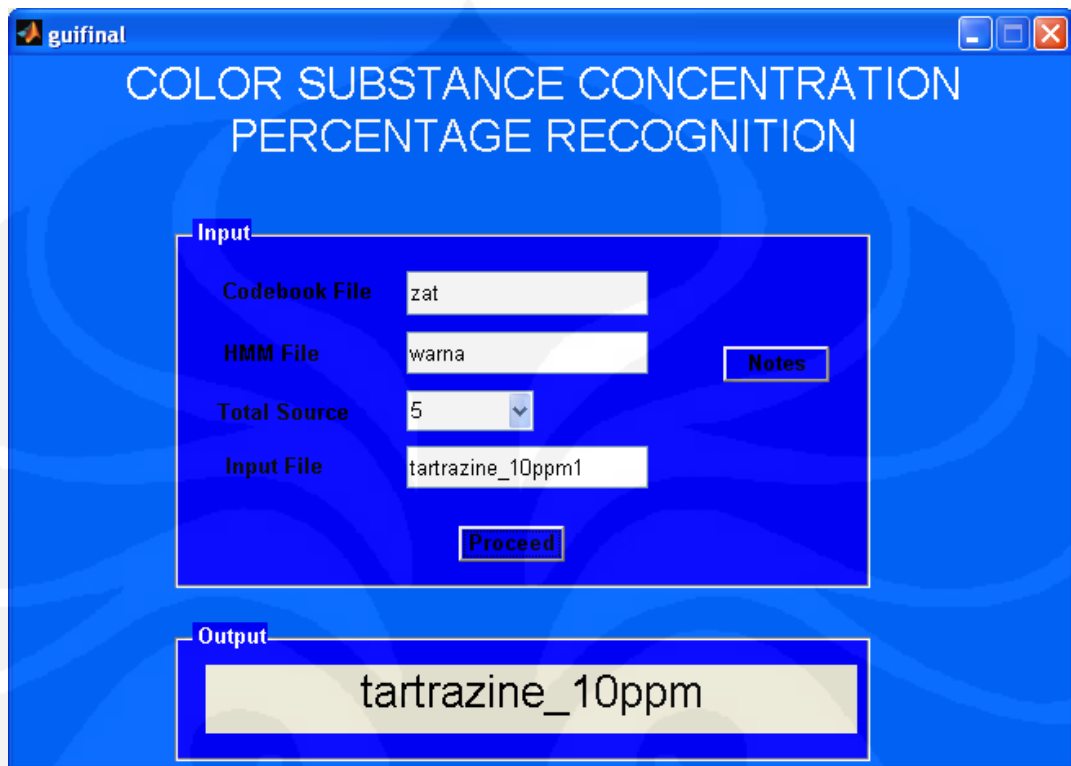 guifinal
COLOR SUBSTANCE CONCENTRATION
PERCENTAGE RECOGNITION
Input
Codebook File zat
HMM File warna
Notes
Total Source 5
Input File tartrazine_10ppm1
Proceed
Output
tartrazine_10ppm